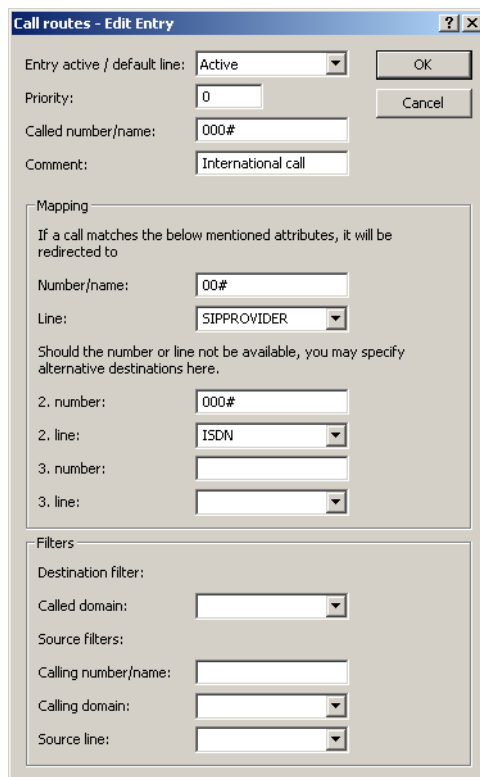 Call routes - Edit Entry
Entry active / default line: Active OK
Priority: 0
Cancel
Called number/name: 000#
Comment: International call
Mapping
If a call matches the below mentioned attributes, it will be
redirected to
Number/name: 00#
Line: SIPPROVIDER
Should the number or line not be available, you may specify
alternative destinations here.
2. number: 000#
2. line: ISDN
3. number:
3. line:
Filters
Destination filter:
Called domain:
Source filters:
Calling number/name:
Calling domain:
Source line: